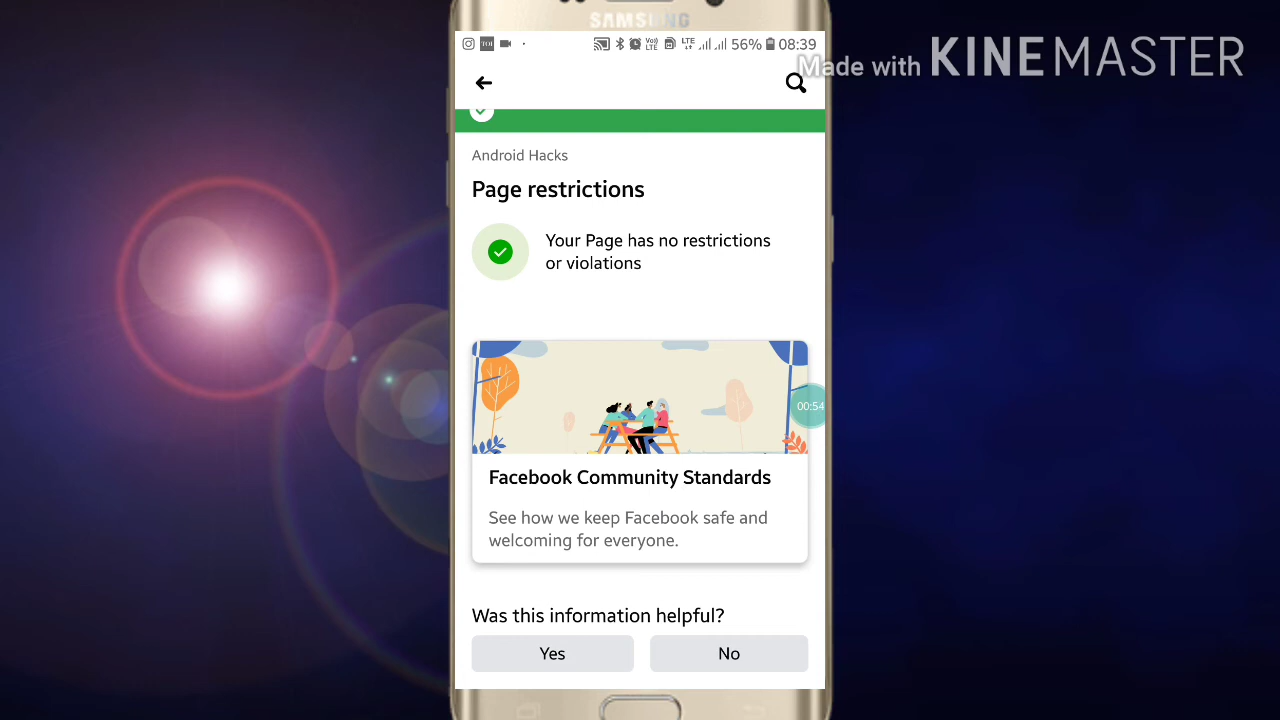 SAMSUNG
LTE
56% 08:39
Made with KINEMASTER
Android Hacks
Page restrictions
Your Page has no restrictions
or violations
00:54
Facebook Community Standards
See how we keep Facebook safe and
welcoming for everyone.
Was this information helpful?
Yes
No